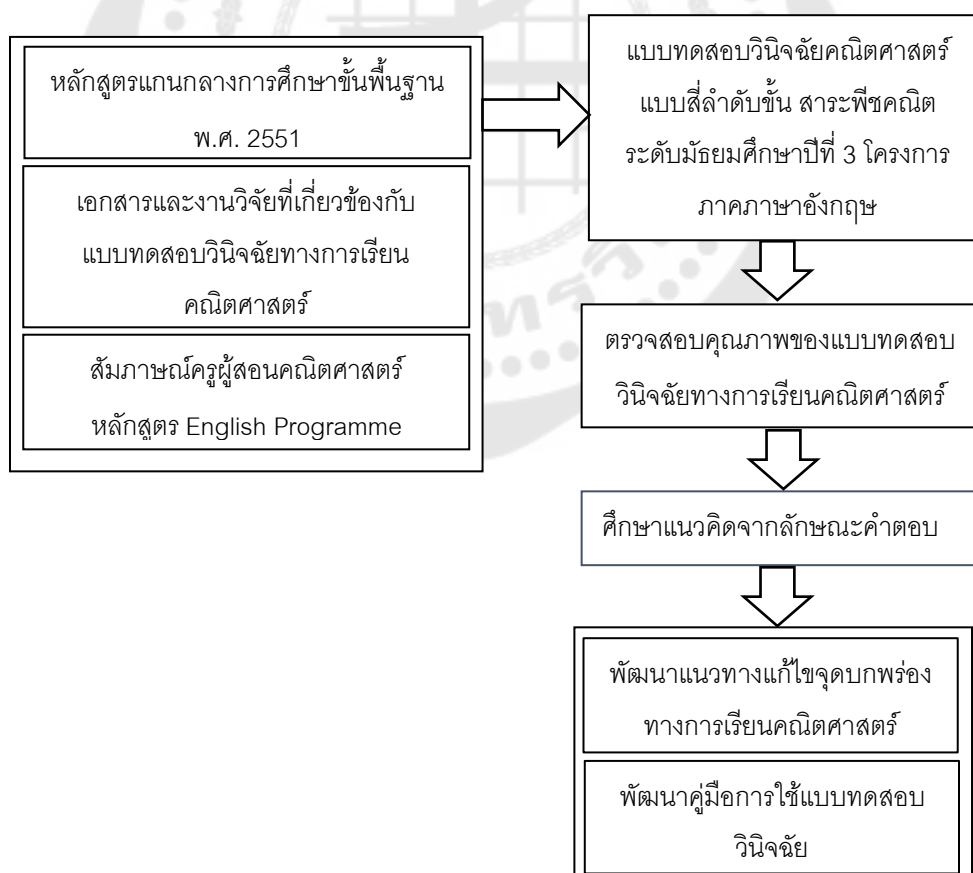 หลักสูตรแกนกลางการศึกษาขั้นพื้นฐาน
พ.ศ. 2551
เอกสารและงานวิจัยที่เกี่ยวข้องกับ
แบบทดสอบวินิจฉัยทางการเรียน
คณิตศาสตร์
สัมภาษณ์ครูผู้สอนคณิตศาสตร์
หลักสูตร English Programme
แบบทดสอบวินิจฉัยคณิตศาสตร์
แบบสี่ลำดับขั้น สาระพีชคณิต
ระดับมัธยมศึกษาปีที่ 3 โครงการ
ภาคภาษาอังกฤษ
ตรวจสอบคุณภาพของแบบทดสอบ
วินิจฉัยทางการเรียนคณิตศาสตร์
ศึกษาแนวคิดจากลักษณะคำตอบ
พัฒนาแนวทางแก้ไขจุดบกพร่อง
ทางการเรียนคณิตศาสตร์
พัฒนาคู่มือการใช้แบบทดสอบ
วินิจฉัย